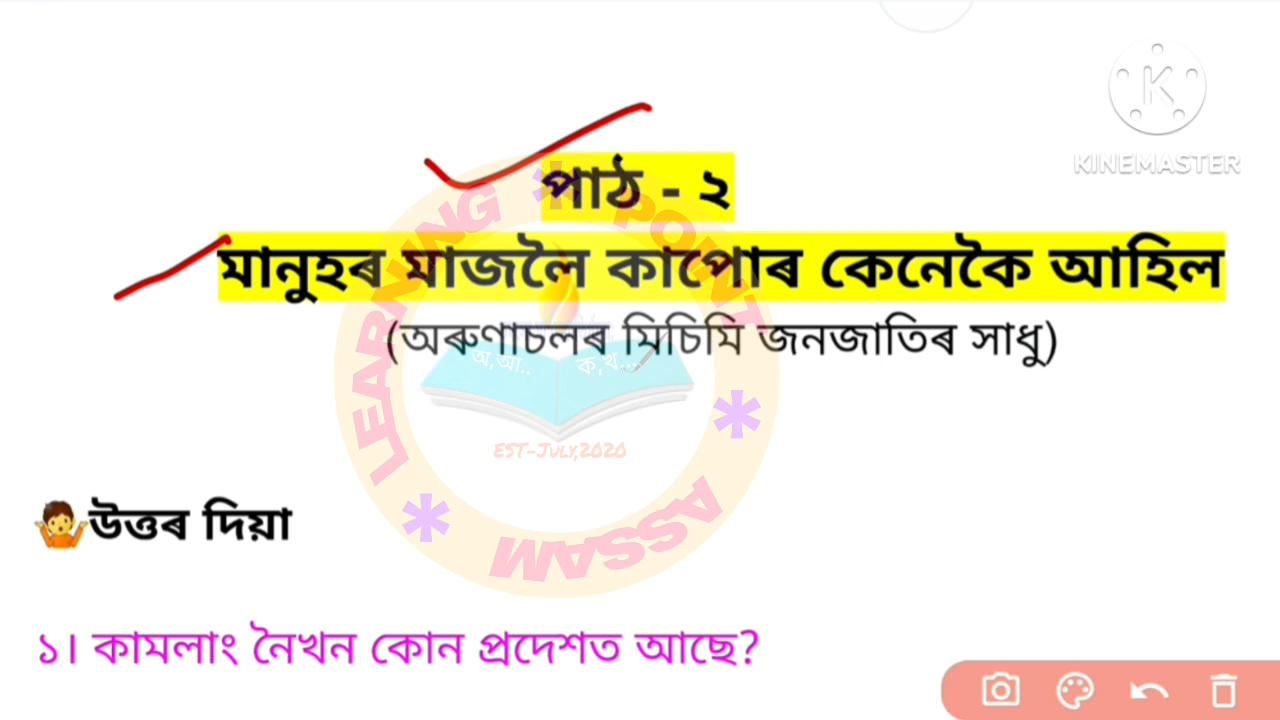 KINEMASTER
পাঠ - ২
মানুহৰ মাজলৈ কাপোৰ কেনেকৈ আহিল
(অৰুণাচলৰ মিচিমি জনজাতিৰ সাধু)
LEARNING * POINT * ASSAM *
অ,আ.. ক,খ...
EST-JULY,2020
উত্তৰ দিয়া
১। কামলাং নৈখন কোন প্ৰদেশত আছে?